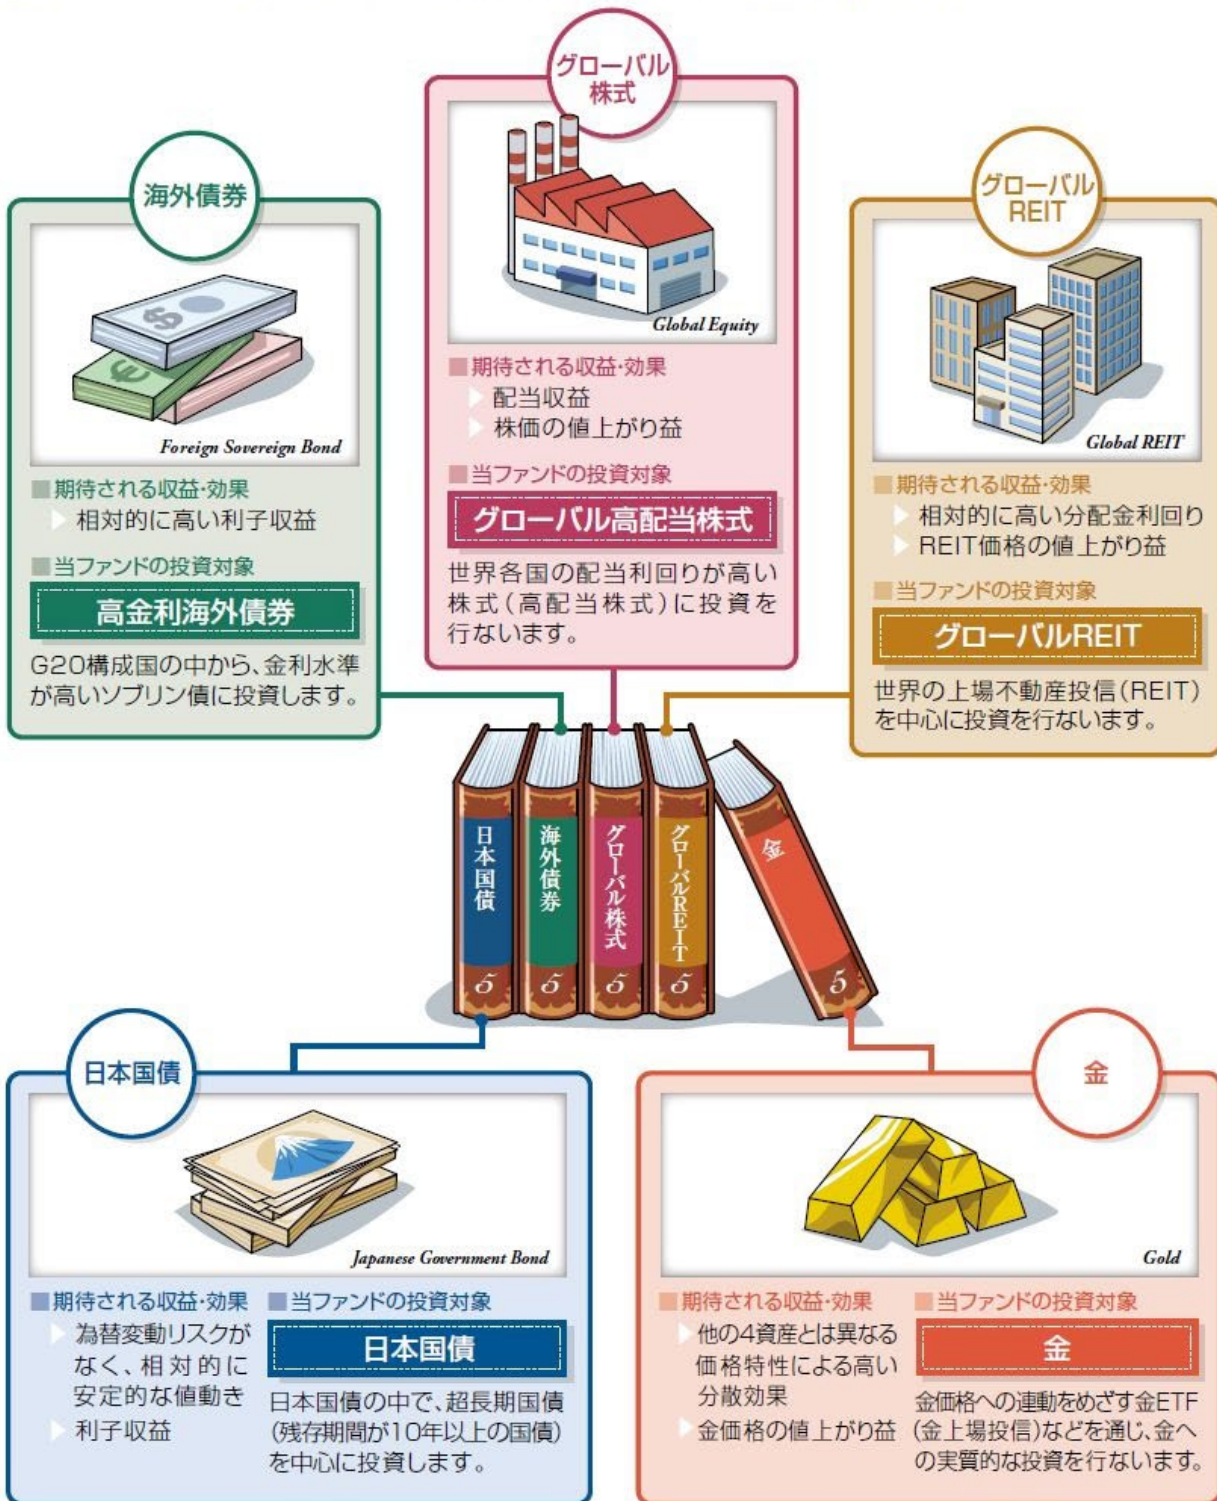 グローバル
株式
Global Equity
■期待される収益・効果
配当収益
株価の値上がり益
■当ファンドの投資対象
グローバル高配当株式
世界各国の配当利回りが高い
株式(高配当株式)に投資を
行ないます。
海外債券
$
Foreign Sovereign Bond
■期待される収益・効果
相対的に高い利子収益
■当ファンドの投資対象
高金利海外債券
G20構成国の中から、金利水準
が高いソブリン債に投資します。
グローバル
REIT
Global REIT
■期待される収益・効果
相対的に高い分配金利回り
REIT価格の値上がり益
■当ファンドの投資対象
グローバルREIT
世界の上場不動産投信(REIT)
を中心に投資を行ないます。
日本国債
5
海外債券
5
グローバル株式
5
グローバルREIT
5
金
5
日本国債
Japanese Government Bond
■期待される収益・効果
為替変動リスクが
なく、相対的に
安定的な値動き
利子収益
■当ファンドの投資対象
日本国債
日本国債の中で、超長期国債
(残存期間が10年以上の国債)
を中心に投資します。
金
Gold
■期待される収益・効果
他の4資産とは異なる
価格特性による高い
分散効果
金価格の値上がり益
■当ファンドの投資対象
金
金価格への連動をめざす金ETF
(金上場投信)などを通じ、金へ
の実質的な投資を行ないます。